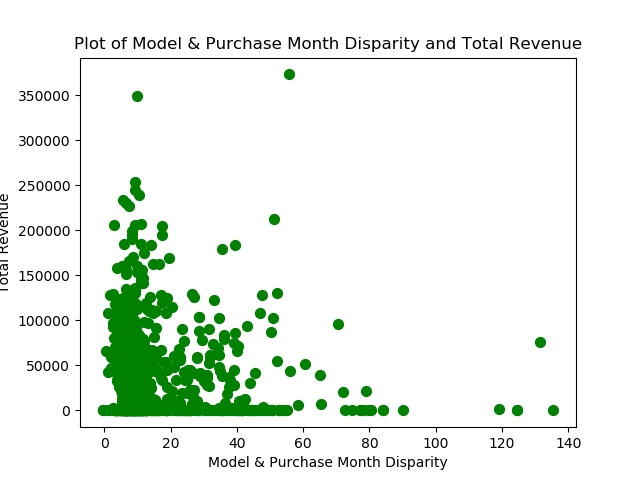 Plot of Model & Purchase Month Disparity and Total Revenue
350000
300000
250000
200000
150000
100000
50000
0
Total Revenue
0 20 40 60 80 100 120 140
Model & Purchase Month Disparity